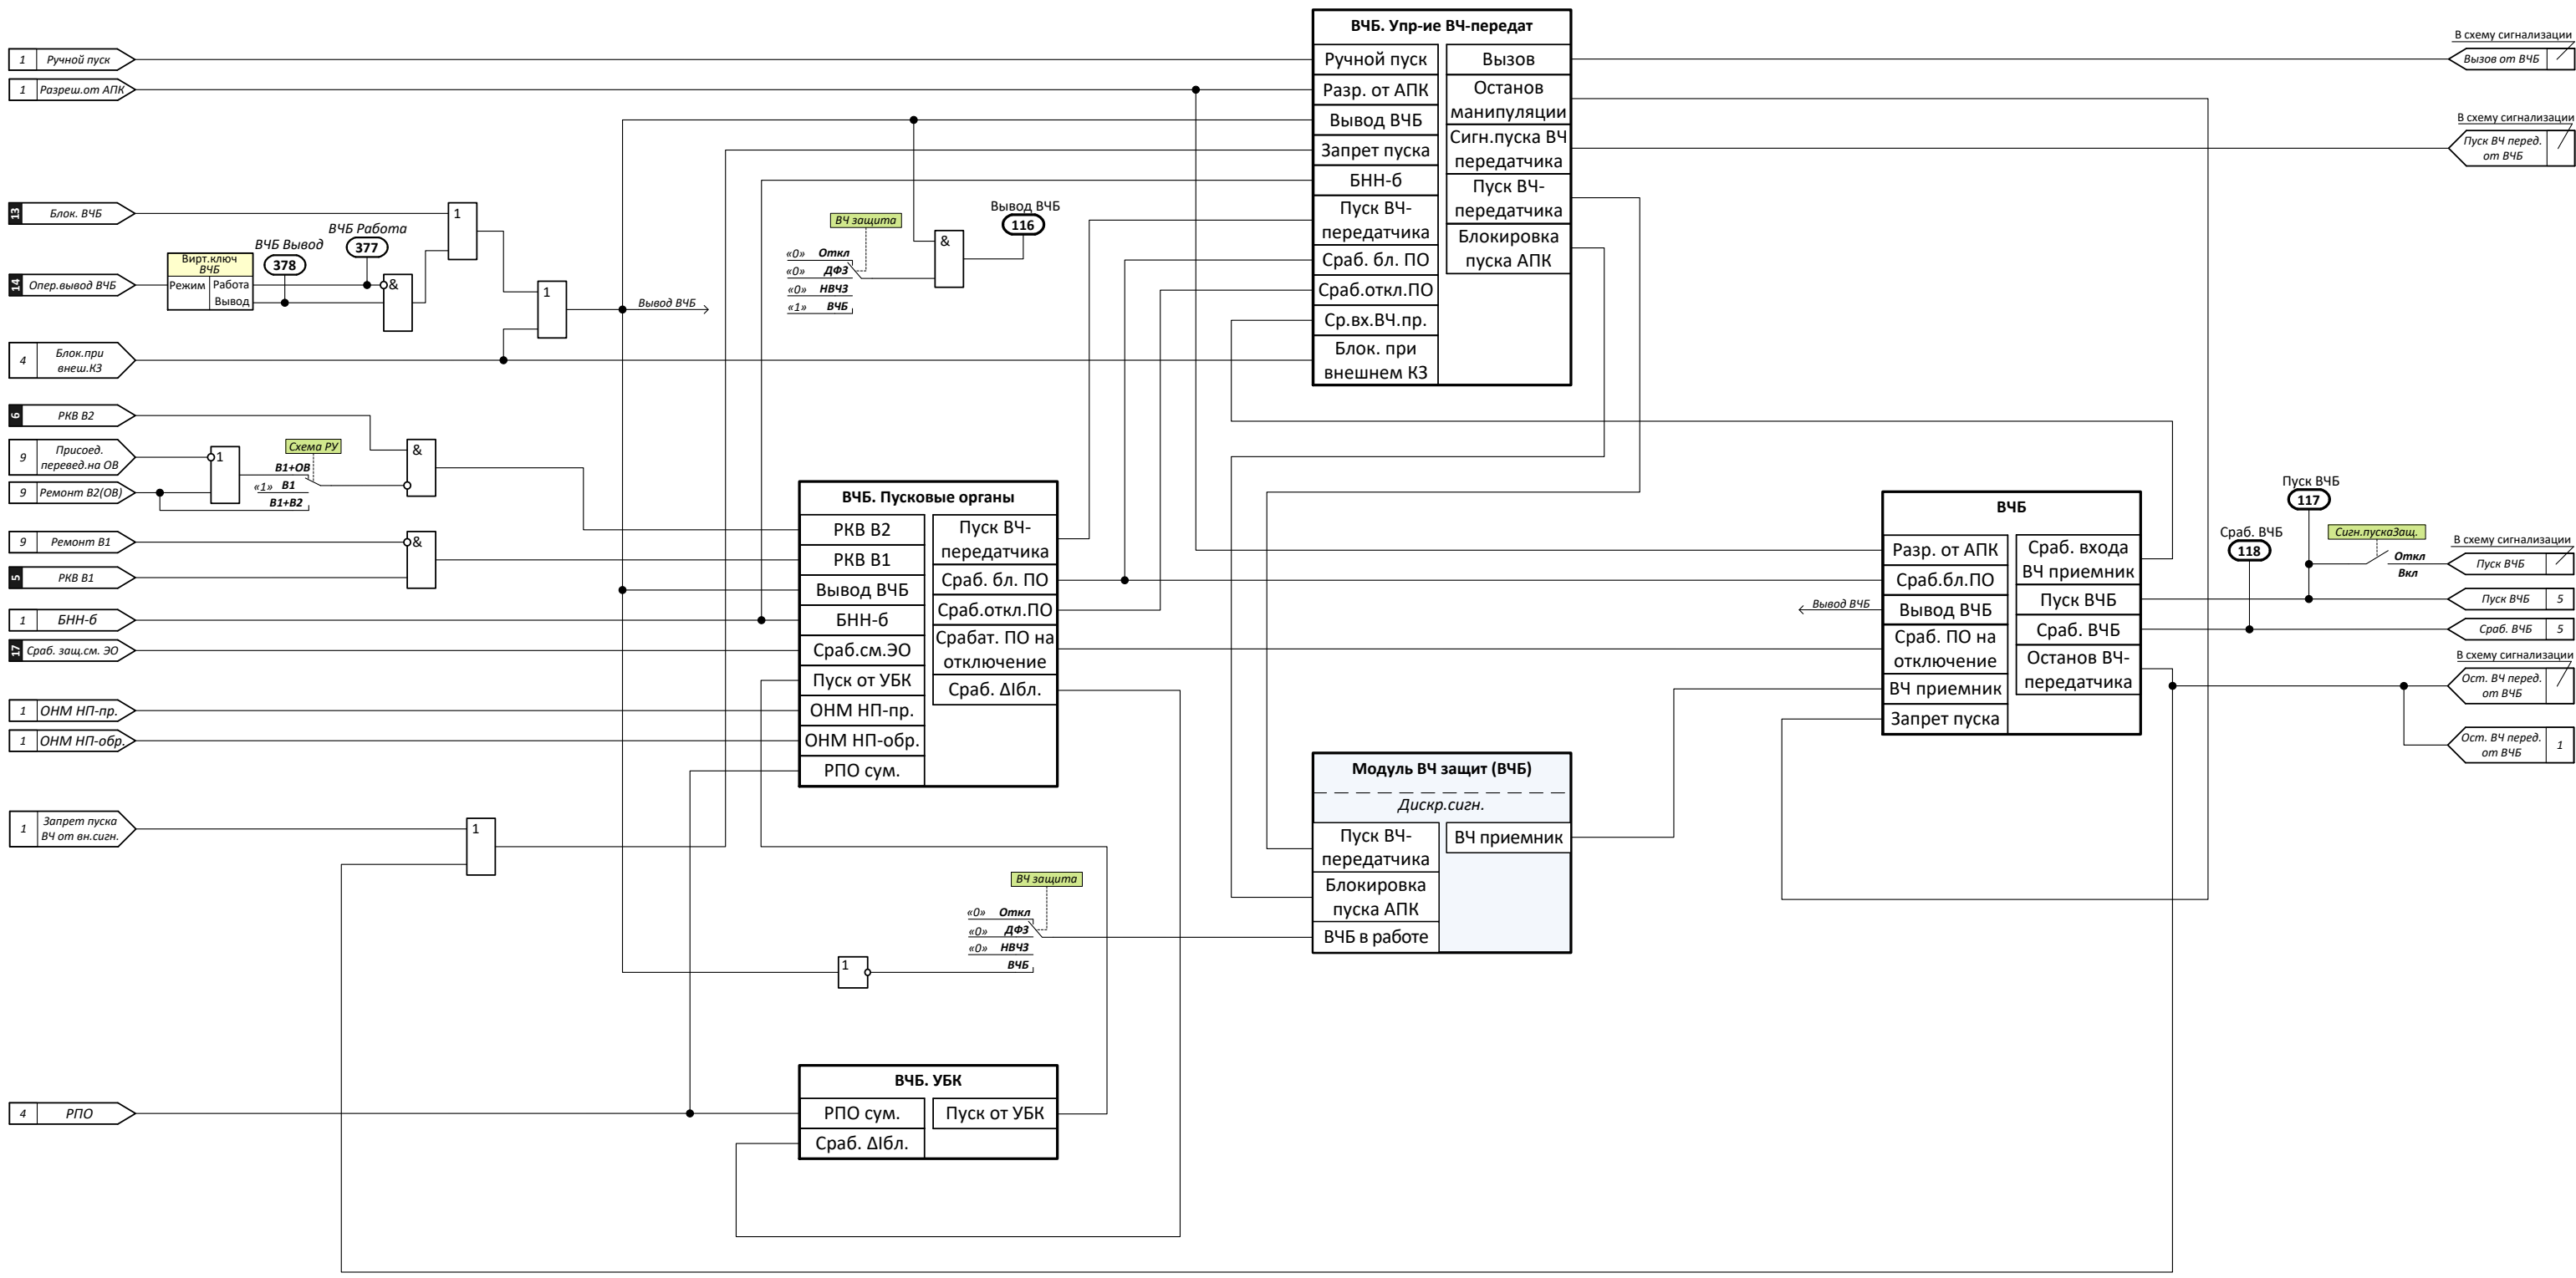 ВЧБ. Упр-ие ВЧ-передат
Ручной пуск
Разр. от АПК
Вывод ВЧБ
Запрет пуска
БНН-б
Пуск ВЧ-
передатчика
Сраб. бл. ПО
Сраб.откл.ПО
Ср.вх.ВЧ.пр.
Блок. при
внешнем КЗ
Вызов
Останов
манипуляции
Сигн.пуска ВЧ
передатчика
Пуск ВЧ-
передатчика
Блокировка
пуска АПК
1 Ручной пуск
1 Разреш.от АПК
13 Блок. ВЧБ
14 Опер.вывод ВЧБ
4 Блок.при
внеш.КЗ
6 РКВ В2
9 Присоед.
перевед.на ОВ
9 Ремонт В2(ОВ)
9 Ремонт В1
5 РКВ В1
1 БНН-б
17 Сраб. защ.см. ЭО
1 ОНМ НП-пр.
1 ОНМ НП-обр.
1 Запрет пуска
ВЧ от вн.сигн.
4 РПО
Вирт.ключ
ВЧБ
Режим
Работа
Вывод
ВЧБ Вывод
378
ВЧБ Работа
377
&
1
1
Вывод ВЧБ
ВЧ защита
«0» Откл
«0» ДФЗ
«0» НВЧЗ
«1» ВЧБ
&
Вывод ВЧБ
116
1
Схема РУ
В1+ОВ
«1» В1
В1+В2
&
&
1
ВЧБ. Пусковые органы
РКВ В2
РКВ В1
Вывод ВЧБ
БНН-б
Сраб.см.ЭО
Пуск от УБК
ОНМ НП-пр.
ОНМ НП-обр.
РПО сум.
Пуск ВЧ-
передатчика
Сраб. бл. ПО
Сраб.откл.ПО
Срабат. ПО на
отключение
Сраб. ΔIбл.
1
ВЧ защита
«0» Откл
«0» ДФЗ
«0» НВЧЗ
ВЧБ
ВЧБ. УБК
РПО сум.
Сраб. ΔIбл.
Пуск от УБК
Модуль ВЧ защит (ВЧБ)
Дискр.сигн.
Пуск ВЧ-
передатчика
Блокировка
пуска АПК
ВЧБ в работе
ВЧ приемник
Вывод ВЧБ
ВЧБ
Разр. от АПК
Сраб.бл.ПО
Вывод ВЧБ
Сраб. ПО на
отключение
ВЧ приемник
Запрет пуска
Сраб. входа
ВЧ приемник
Пуск ВЧБ
Сраб. ВЧБ
Останов ВЧ-
передатчика
Сраб. ВЧБ
118
Пуск ВЧБ
117
Сигн.пускаЗащ.
Откл
Вкл
В схему сигнализации
Вызов от ВЧБ
В схему сигнализации
Пуск ВЧ перед.
от ВЧБ
В схему сигнализации
Пуск ВЧБ
Пуск ВЧБ 5
Сраб. ВЧБ 5
В схему сигнализации
Ост. ВЧ перед.
от ВЧБ
Ост. ВЧ перед.
от ВЧБ 1